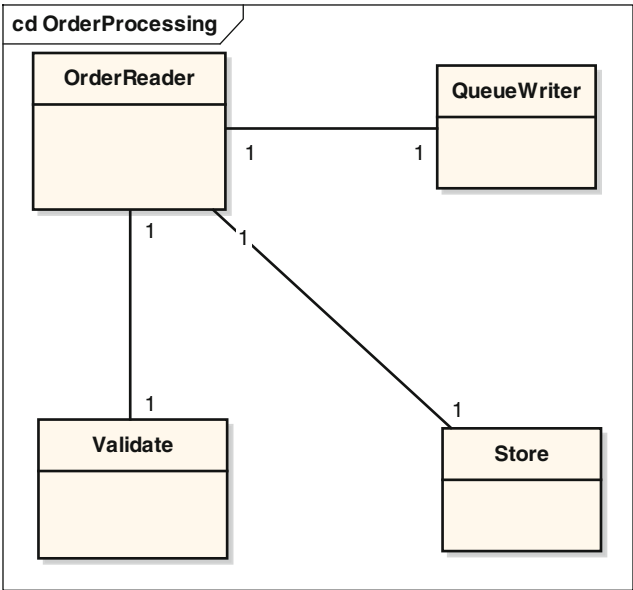 cd OrderProcessing
OrderReader
QueueWriter
1
1
1
1
1
1
Validate
Store